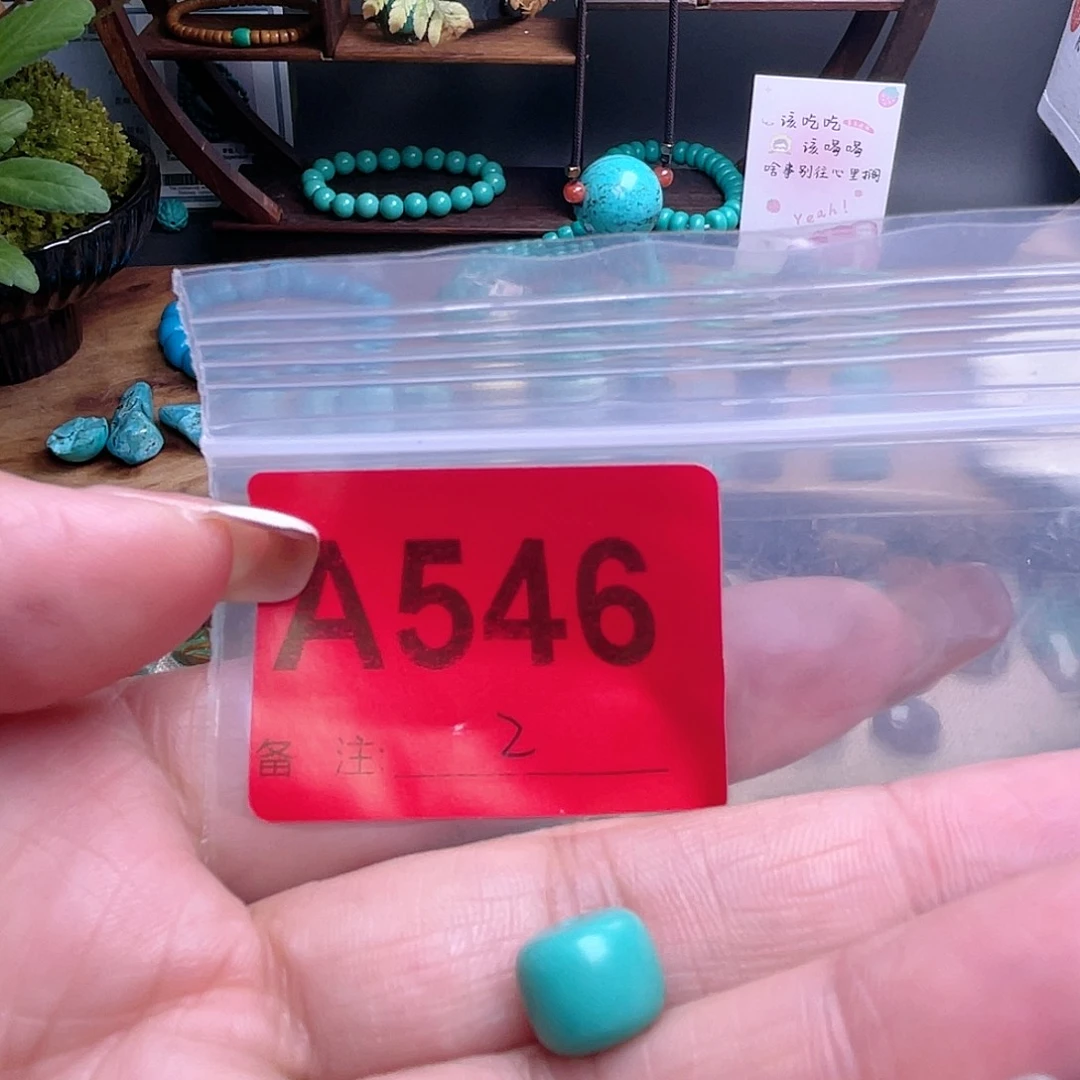 该吃吃
该喝喝
啥事别往心里搁
Yeah!
A546
备 注: 2